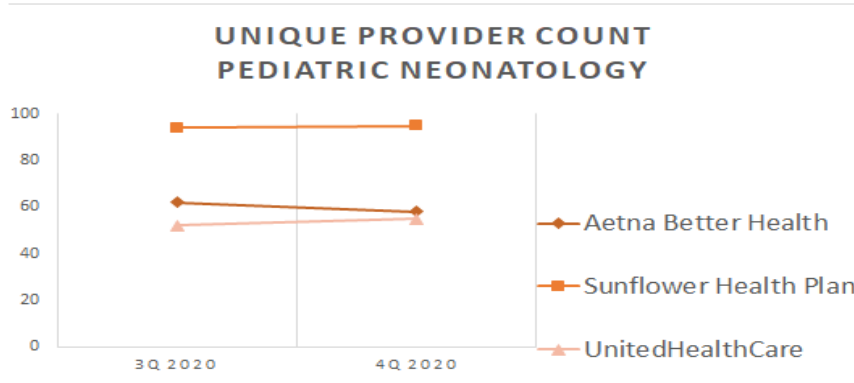 UNIQUE PROVIDER COUNT
PEDIATRIC NEONATOLOGY
100
80
60
40
20
0
3Q 2020
4Q 2020
Aetna Better Health
Sunflower Health Plan
UnitedHealthCare